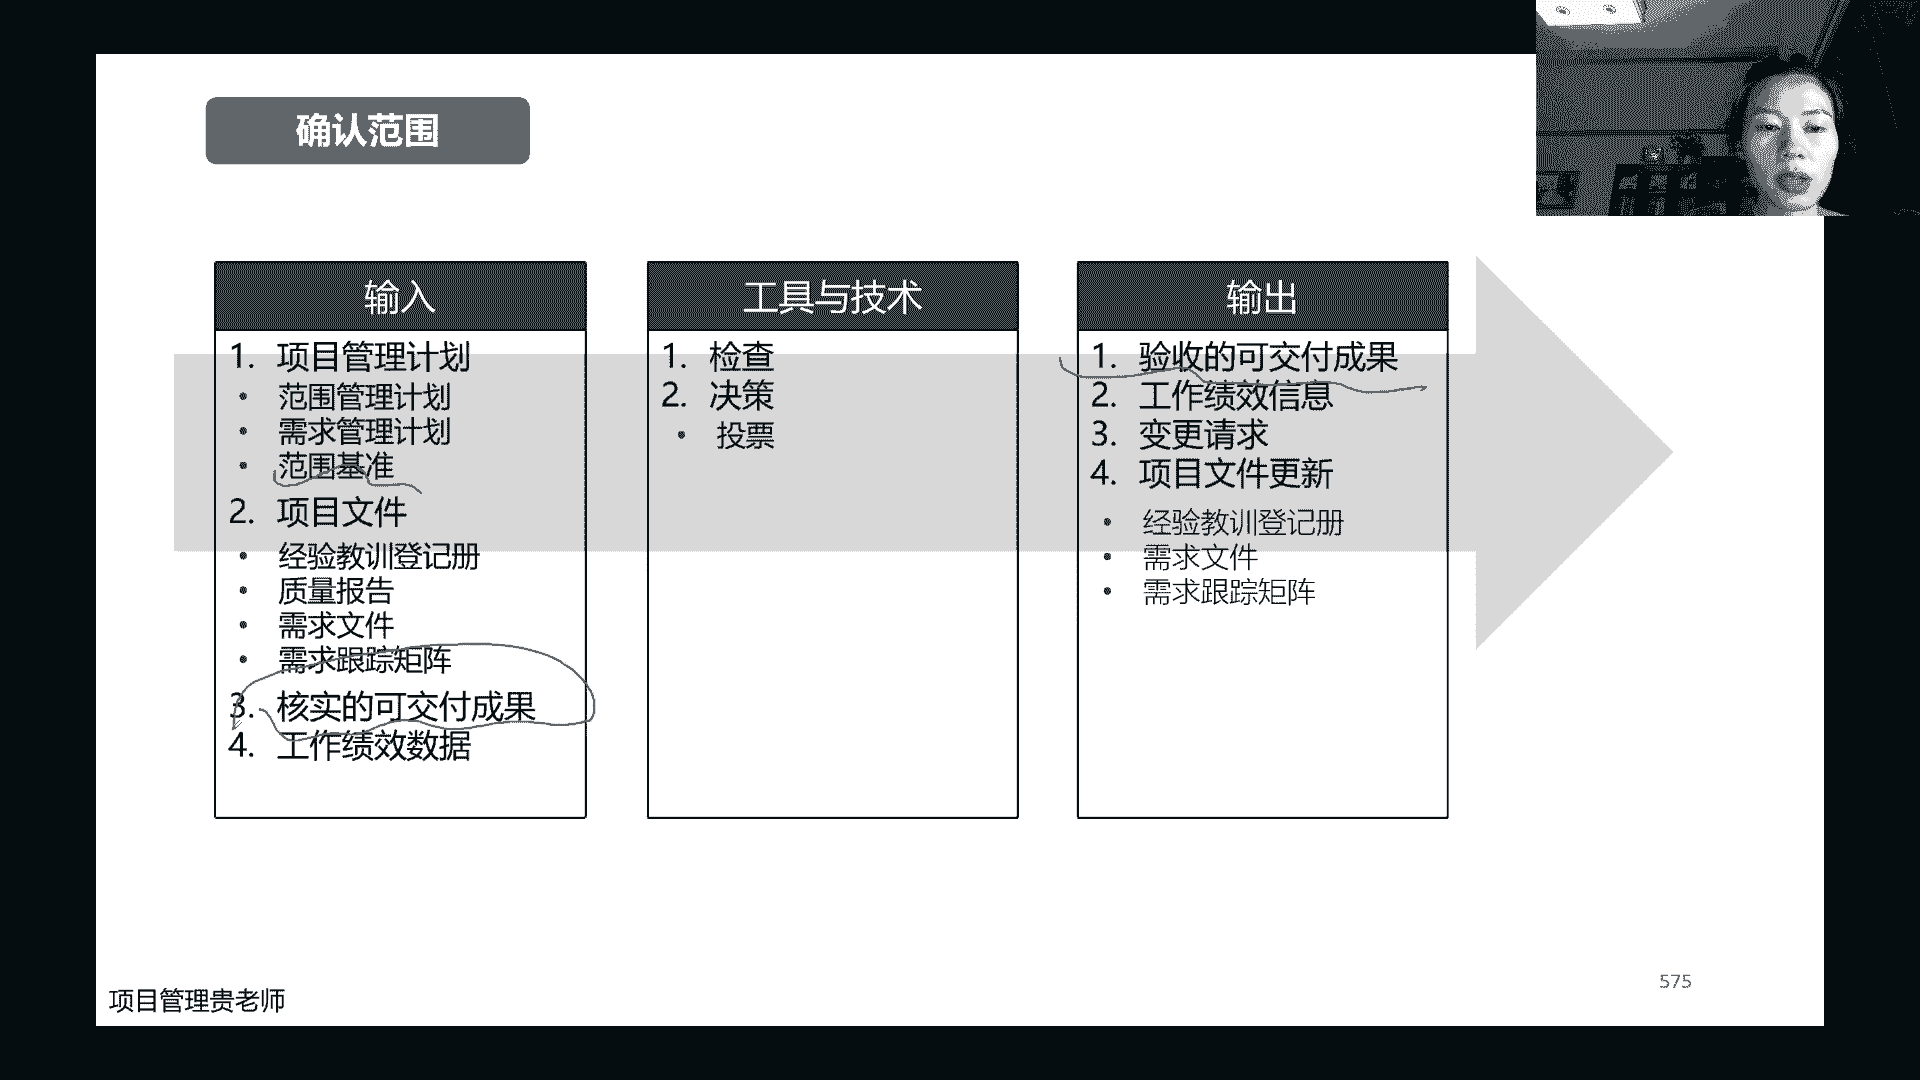 确认范围
输入
1. 项目管理计划
• 范围管理计划
• 需求管理计划
• 范围基准
2. 项目文件
• 经验教训登记册
• 质量报告
• 需求文件
• 需求跟踪矩阵
3. 核实的可交付成果
4. 工作绩效数据
工具与技术
1. 检查
2. 决策
• 投票
输出
1. 验收的可交付成果
2. 工作绩效信息
3. 变更请求
4. 项目文件更新
• 经验教训登记册
• 需求文件
• 需求跟踪矩阵
575
项目管理贵老师